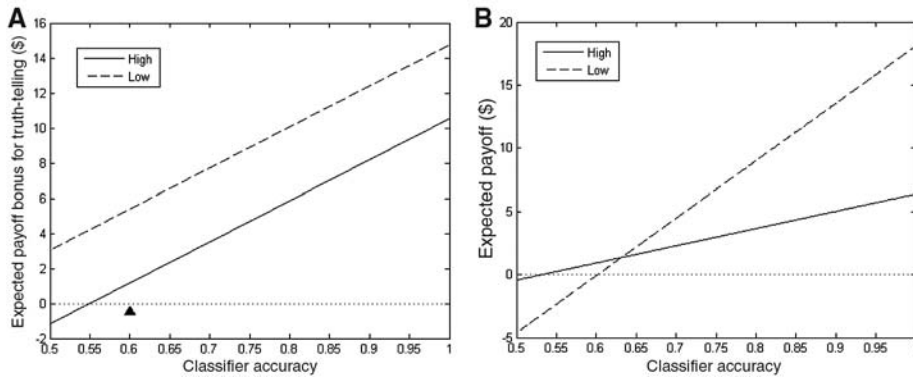 A
Expected payoff bonus for truth-telling ($)
16
14
12
10
8
6
4
2
0
-2
High
Low
0.5 0.55 0.6 0.65 0.7 0.75 0.8 0.85 0.9 0.95 1
Classifier accuracy
B
Expected payoff ($)
20
15
10
5
0
-5
High
Low
0.5 0.55 0.6 0.65 0.7 0.75 0.8 0.85 0.9 0.95
Classifier accuracy